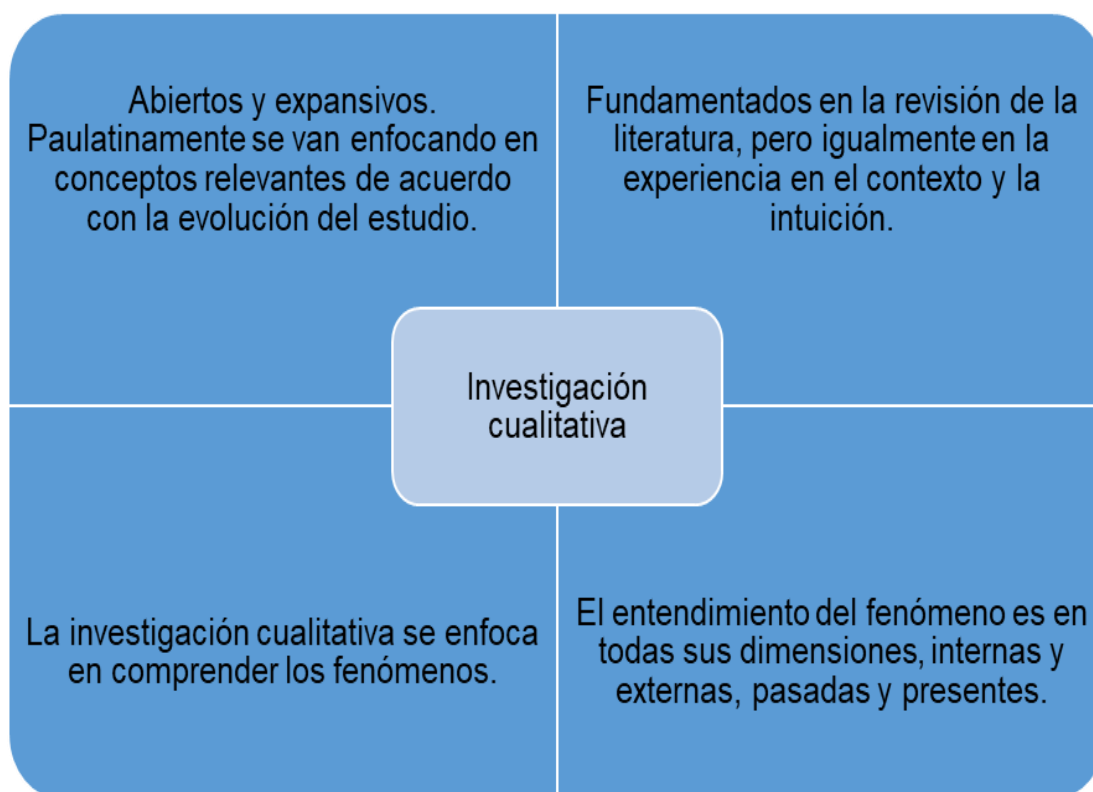 Abiertos y expansivos.
Paulatinamente se van enfocando en
conceptos relevantes de acuerdo
con la evolución del estudio.
Fundamentados en la revisión de la
literatura, pero igualmente en la
experiencia en el contexto y la
intuición.
Investigación
cualitativa
La investigación cualitativa se enfoca
en comprender los fenómenos.
El entendimiento del fenómeno es en
todas sus dimensiones, internas y
externas, pasadas y presentes.